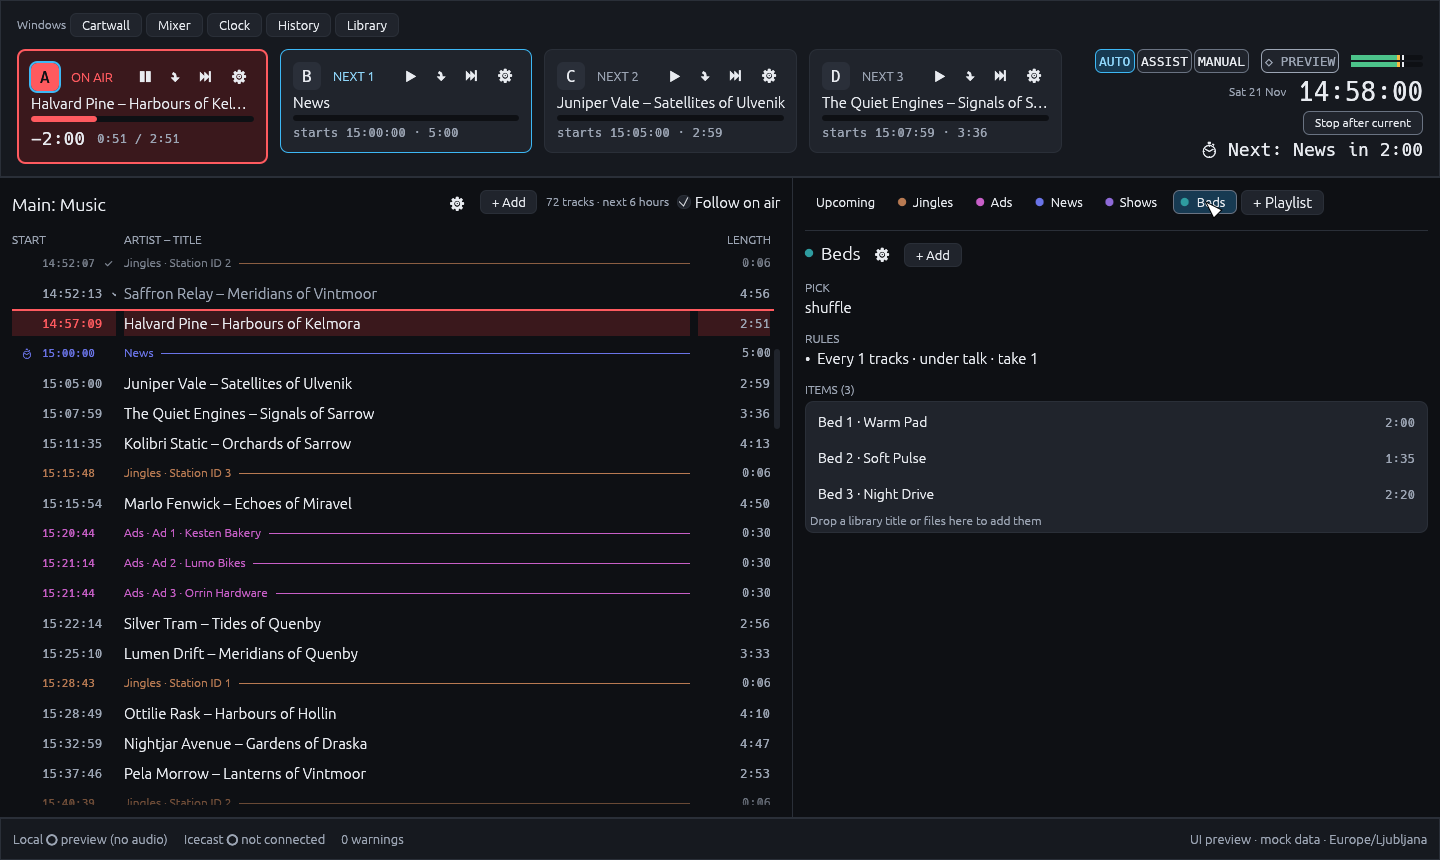 Windows Cartwall Mixer Clock History Library
A ON AIR
Halvard Pine – Harbours of Kel…
−2:00 0:51 / 2:51
B NEXT 1
News
starts 15:00:00 · 5:00
C NEXT 2
Juniper Vale – Satellites of Ulvenik
starts 15:05:00 · 2:59
D NEXT 3
The Quiet Engines – Signals of S…
starts 15:07:59 · 3:36
AUTO ASSIST MANUAL ◇ PREVIEW
Sat 21 Nov 14:58:00
Stop after current
Next: News in 2:00
Main: Music + Add 72 tracks · next 6 hours Follow on air
START ARTIST – TITLE LENGTH
14:52:07 Jingles · Station ID 2 0:06
14:52:13 Saffron Relay – Meridians of Vintmoor 4:56
14:57:09 Halvard Pine – Harbours of Kelmora 2:51
15:00:00 News 5:00
15:05:00 Juniper Vale – Satellites of Ulvenik 2:59
15:07:59 The Quiet Engines – Signals of Sarrow 3:36
15:11:35 Kolibri Static – Orchards of Sarrow 4:13
15:15:48 Jingles · Station ID 3 0:06
15:15:54 Marlo Fenwick – Echoes of Miravel 4:50
15:20:44 Ads · Ad 1 · Kesten Bakery 0:30
15:21:14 Ads · Ad 2 · Lumo Bikes 0:30
15:21:44 Ads · Ad 3 · Orrin Hardware 0:30
15:22:14 Silver Tram – Tides of Quenby 2:56
15:25:10 Lumen Drift – Meridians of Quenby 3:33
15:28:43 Jingles · Station ID 1 0:06
15:28:49 Ottilie Rask – Harbours of Hollin 4:10
15:32:59 Nightjar Avenue – Gardens of Draska 4:47
15:37:46 Pela Morrow – Lanterns of Vintmoor 2:53
15:40:39 Jingles · Station ID 2 0:06
Upcoming Jingles Ads News Shows Beds + Playlist
Beds + Add
PICK
shuffle
RULES
• Every 1 tracks · under talk · take 1
ITEMS (3)
Bed 1 · Warm Pad 2:00
Bed 2 · Soft Pulse 1:35
Bed 3 · Night Drive 2:20
Drop a library title or files here to add them
Local preview (no audio) Icecast not connected 0 warnings
UI preview · mock data · Europe/Ljubljana